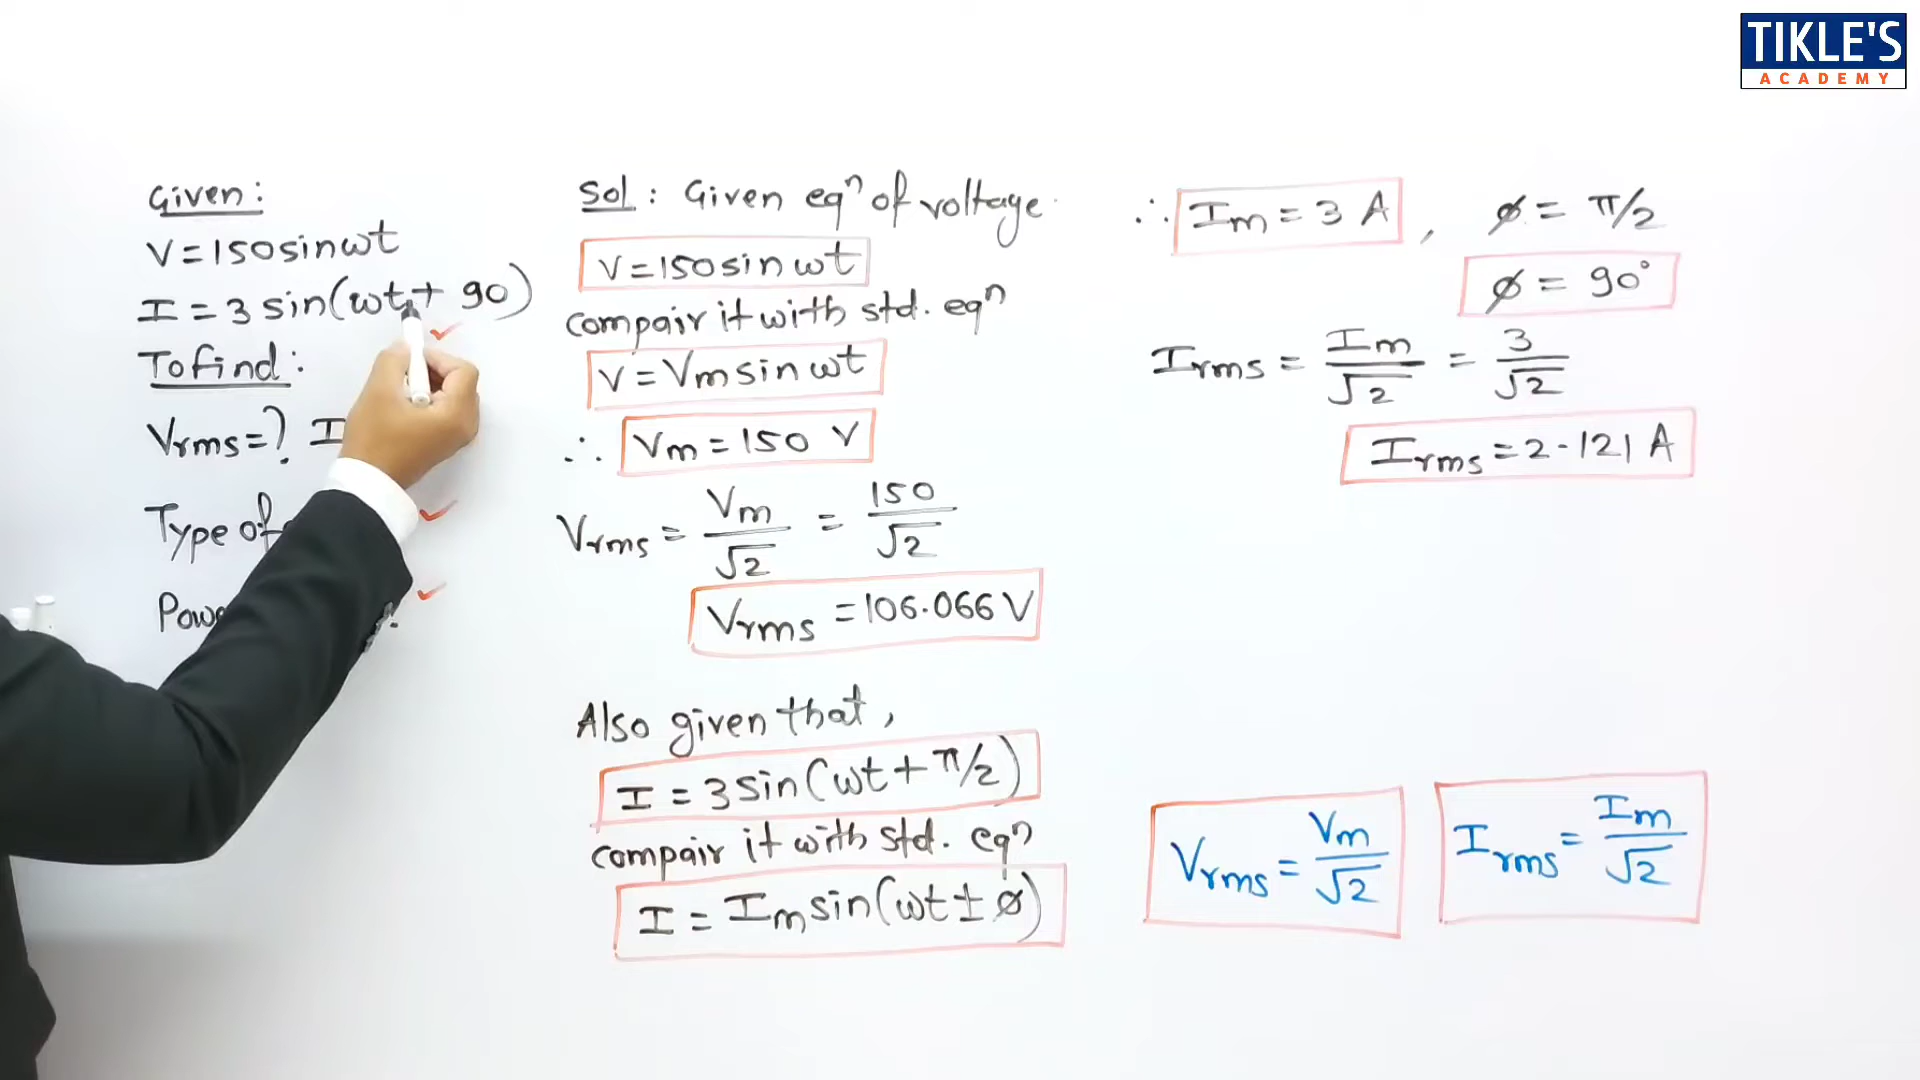 TIKLE'S
ACADEMY
Given:
V=150sinωt
I = 3 sin(ωt + 90)
To find:
Vrms=? I
Type of
Sol: Given eqⁿ of voltage
V=150sinωt
compair it with std. eqⁿ
V=Vmsinωt
∴ Vm=150 V
Vrms = Vm/√2 = 150/√2
Vrms =106.066V
Also given that,
I = 3sin(ωt+π/2)
compair it with std. eqⁿ
I = Imsin(ωt±ø)
∴ Im=3 A, ø= π/2
ø = 90°
Irms = Im/√2 = 3/√2
Irms=2.121 A
Vrms = Vm/√2
Irms = Im/√2